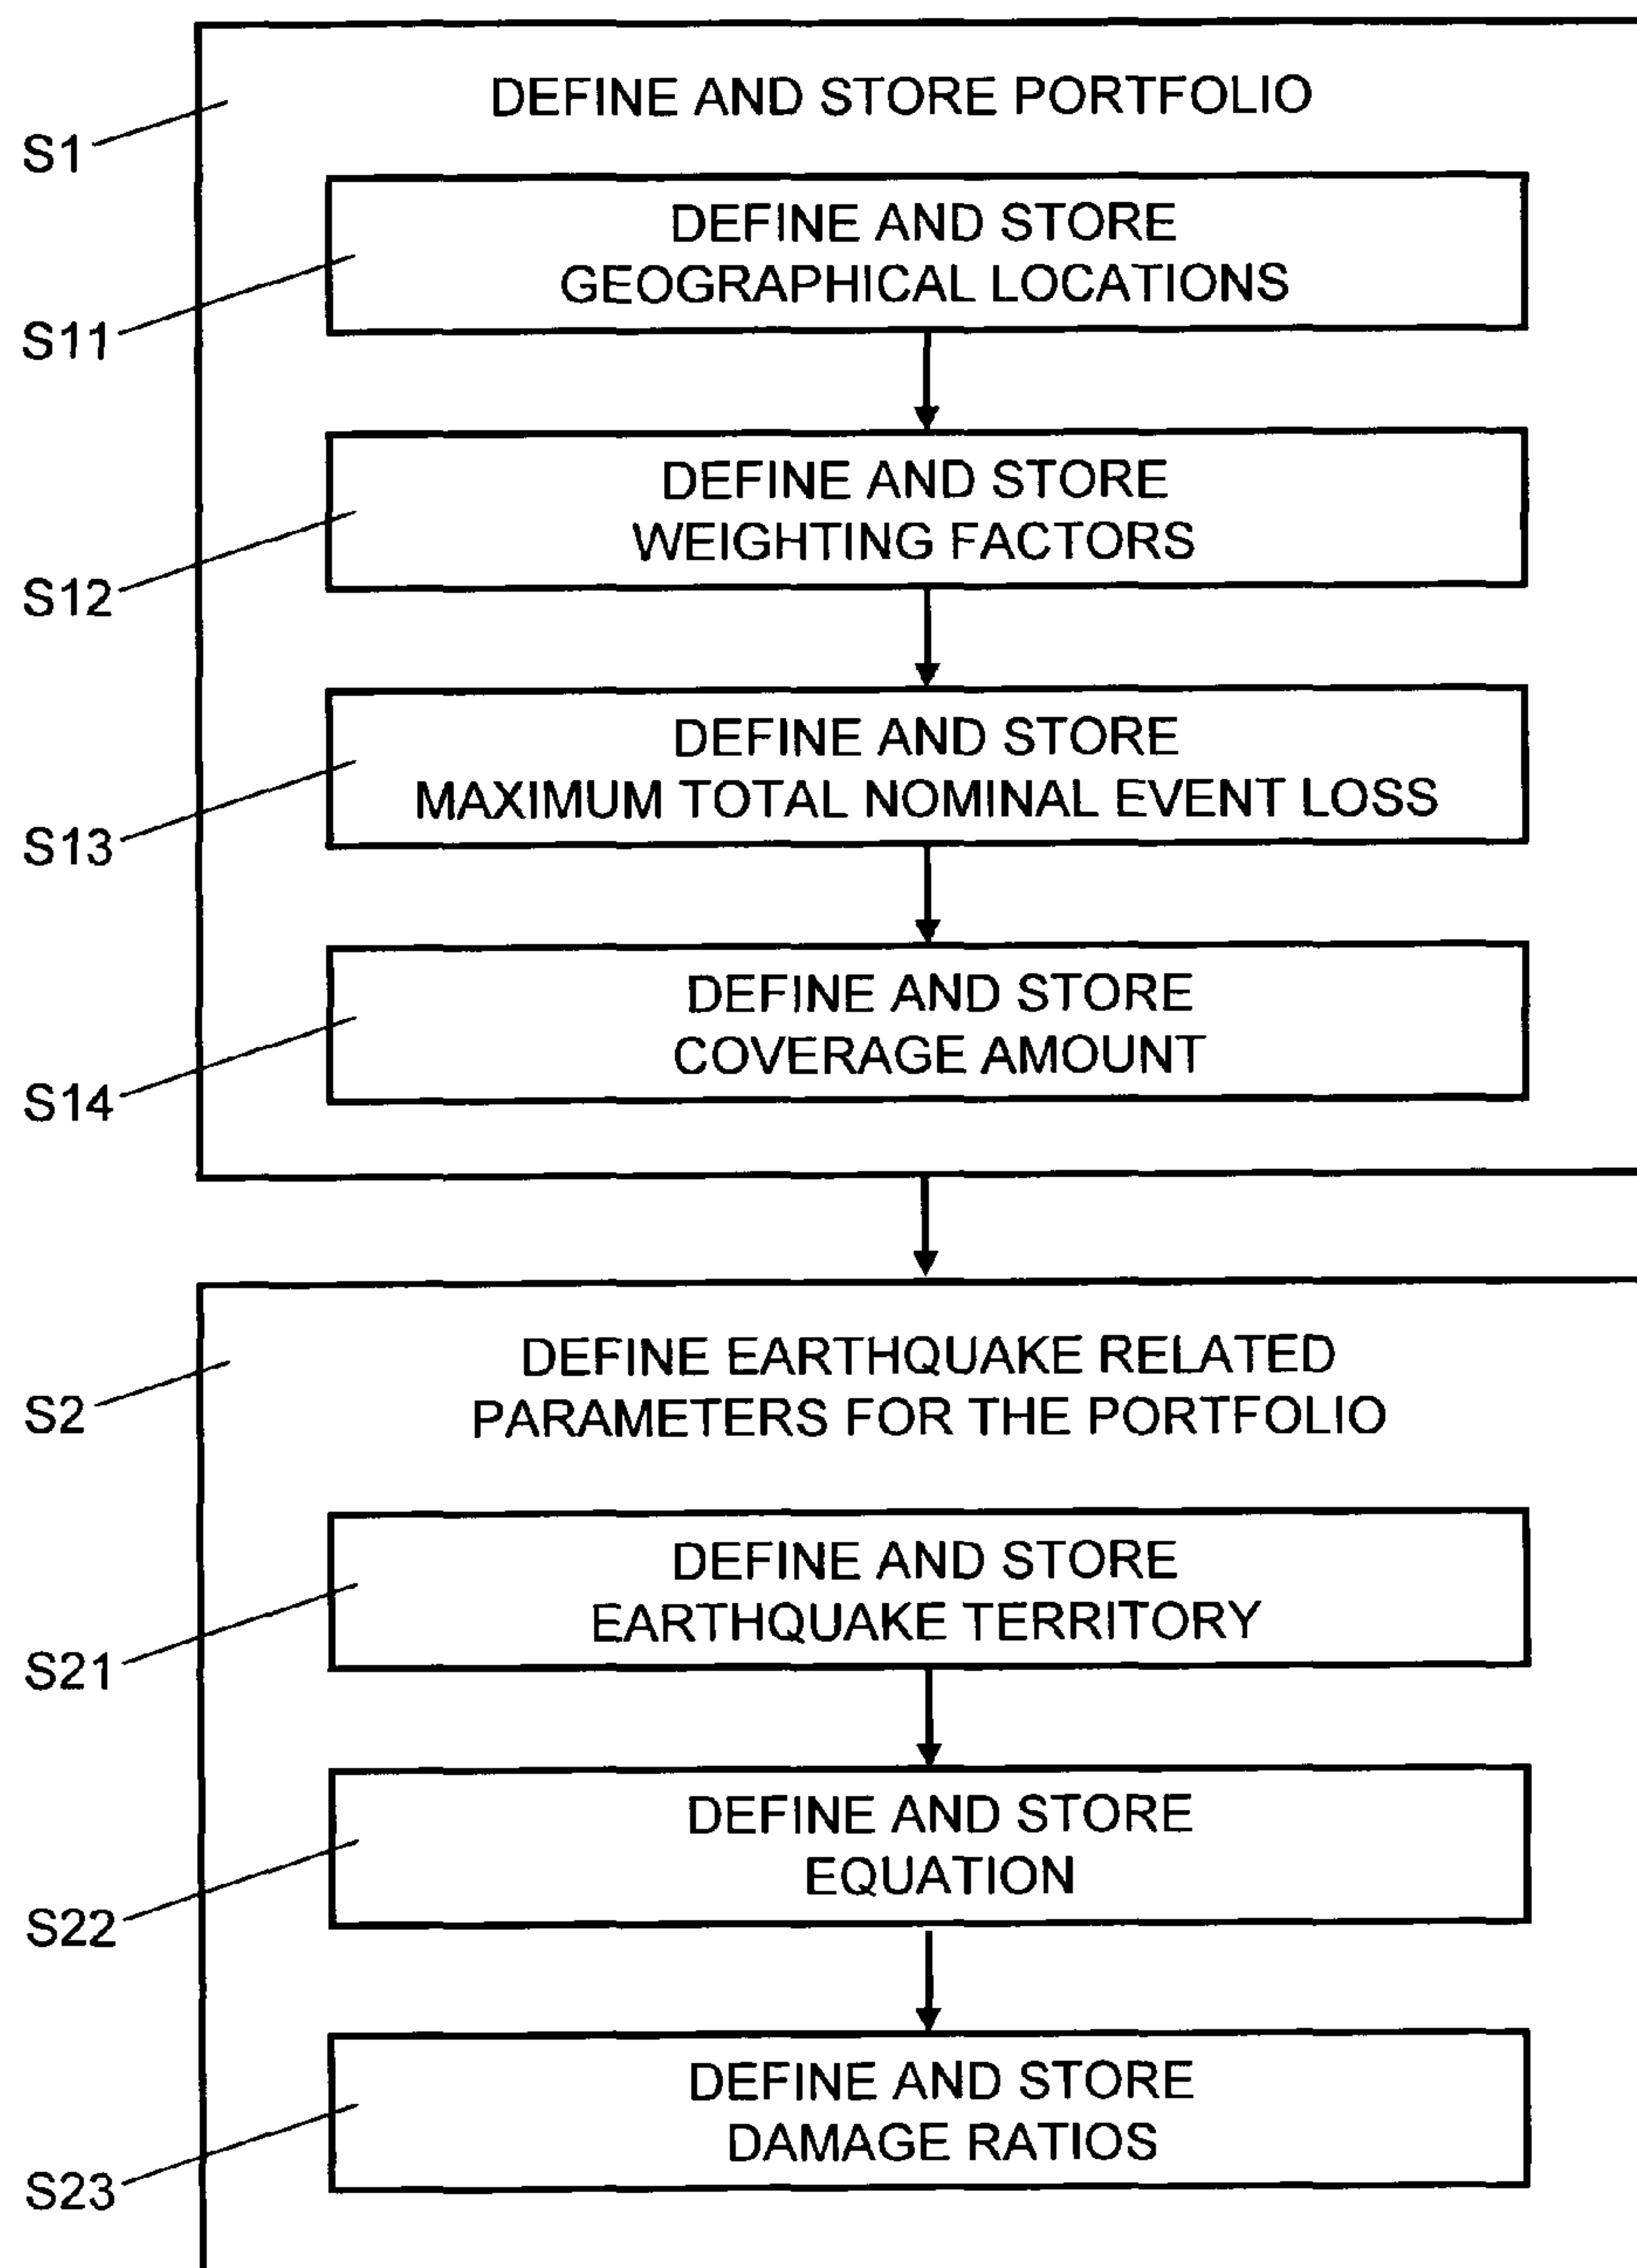 DEFINE AND STORE PORTFOLIO
S1
DEFINE AND STORE
GEOGRAPHICAL LOCATIONS
S11
DEFINE AND STORE
WEIGHTING FACTORS
S12
DEFINE AND STORE
MAXIMUM TOTAL NOMINAL EVENT LOSS
S13
DEFINE AND STORE
COVERAGE AMOUNT
S14
DEFINE EARTHQUAKE RELATED
PARAMETERS FOR THE PORTFOLIO
S2
DEFINE AND STORE
EARTHQUAKE TERRITORY
S21
DEFINE AND STORE
EQUATION
S22
DEFINE AND STORE
DAMAGE RATIOS
S23